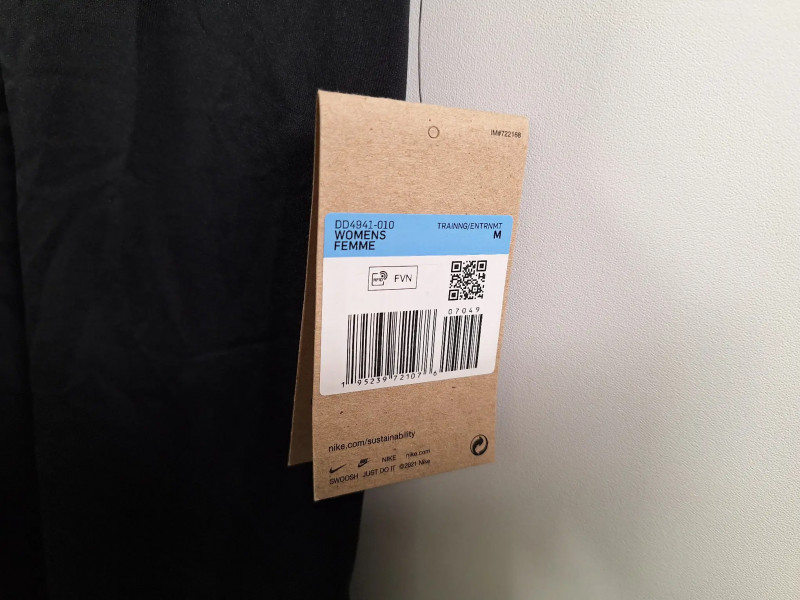 IM#722168
DD4941-010
WOMENS
FEMME
TRAINNG/ENTRNMT
M
FVN
07049
1 95239 72107 6
nike.com/sustainability
NIKE nike.com
SWOOSH JUST DO IT ©2021 Nike